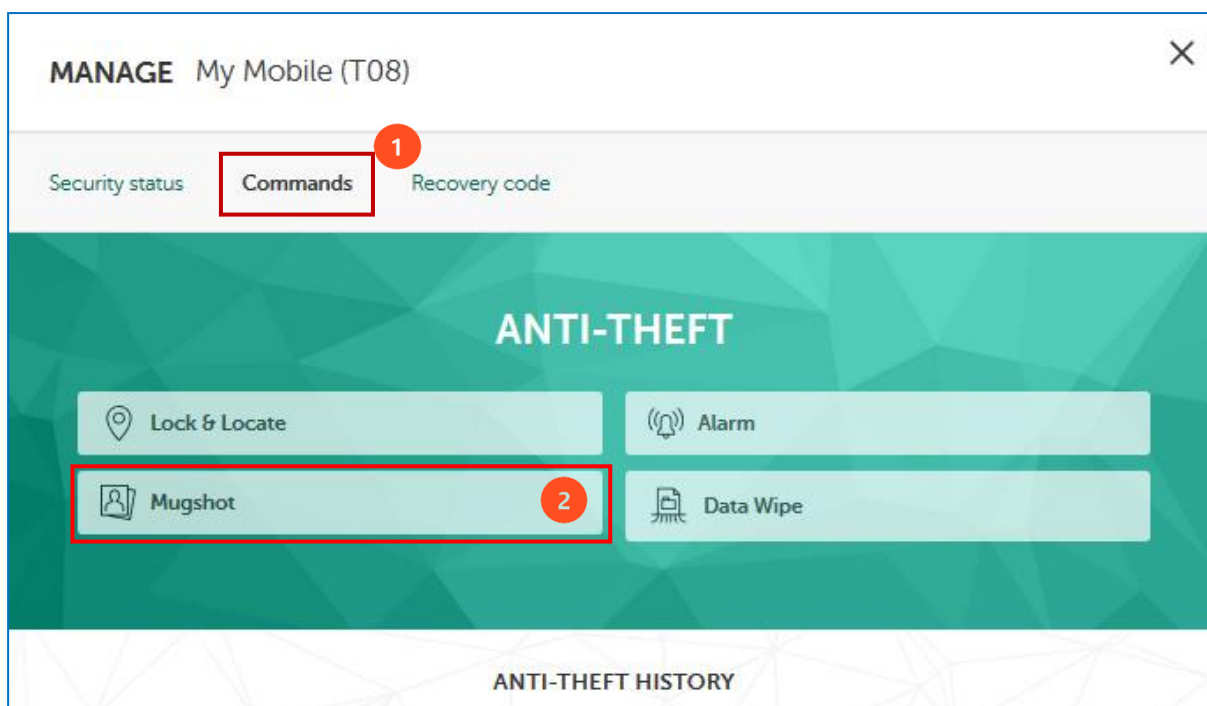 MANAGE My Mobile (T08)
1
Security status Commands Recovery code
ANTI-THEFT
Lock & Locate Alarm
Mugshot 2 Data Wipe
ANTI-THEFT HISTORY